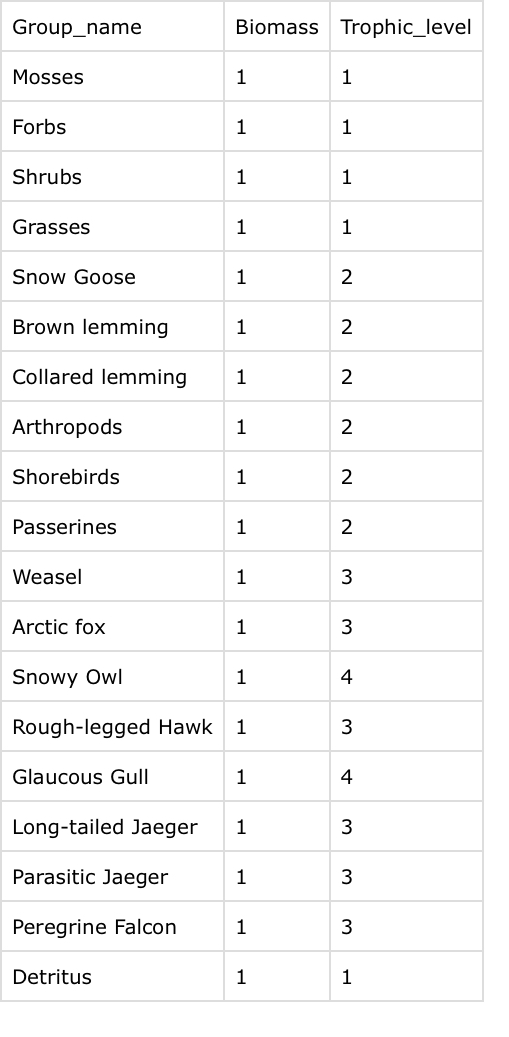 Group_name Biomass Trophic_level
Mosses 1 1
Forbs 1 1
Shrubs 1 1
Grasses 1 1
Snow Goose 1 2
Brown lemming 1 2
Collared lemming 1 2
Arthropods 1 2
Shorebirds 1 2
Passerines 1 2
Weasel 1 3
Arctic fox 1 3
Snowy Owl 1 4
Rough-legged Hawk 1 3
Glaucous Gull 1 4
Long-tailed Jaeger 1 3
Parasitic Jaeger 1 3
Peregrine Falcon 1 3
Detritus 1 1